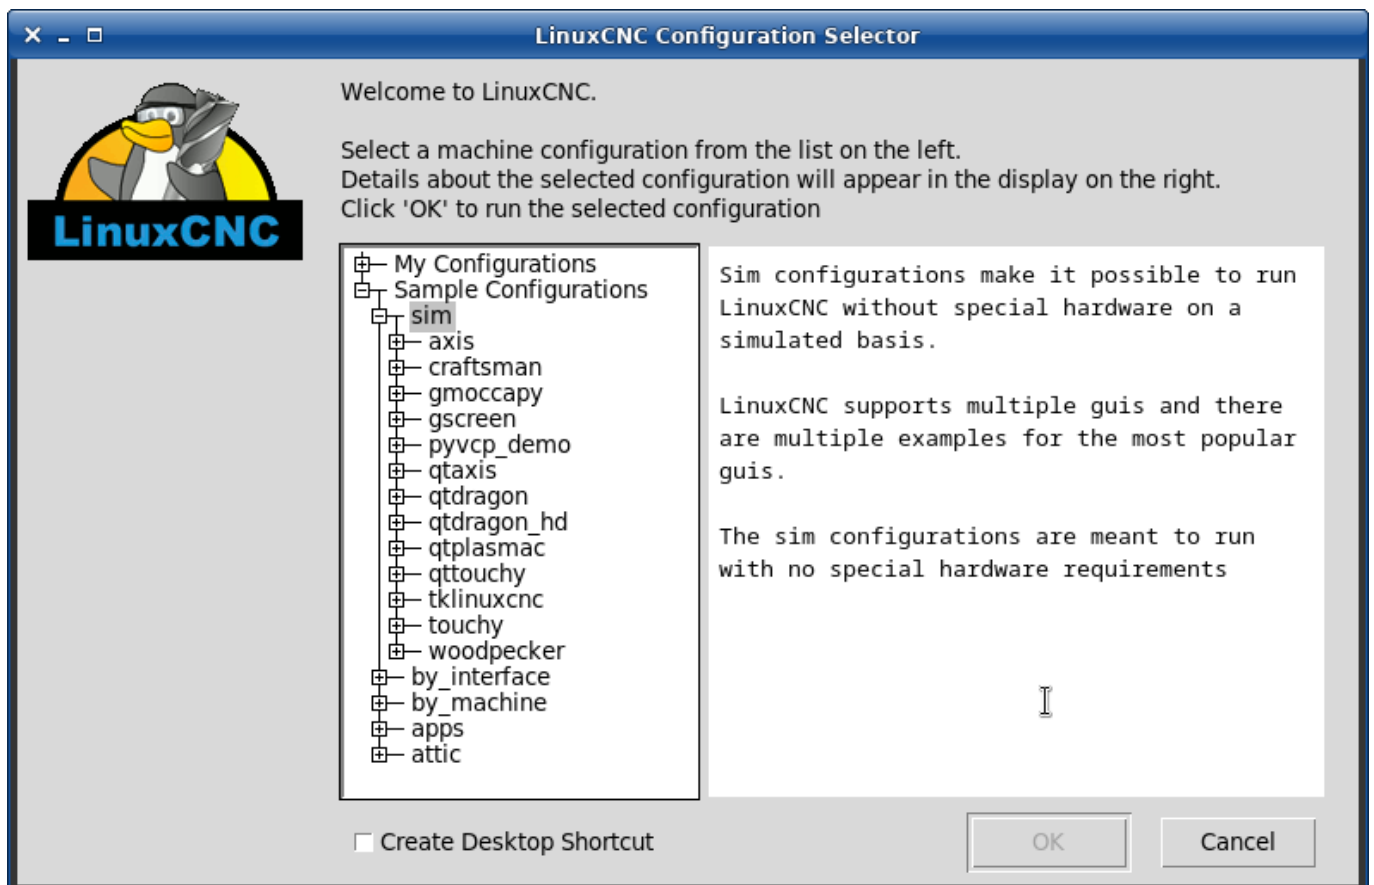 LinuxCNC Configuration Selector
LinuxCNC
Welcome to LinuxCNC.
Select a machine configuration from the list on the left.
Details about the selected configuration will appear in the display on the right.
Click 'OK' to run the selected configuration
My Configurations
Sample Configurations
sim
axis
craftsman
gmoccapy
gscreen
pyvcp_demo
qtaxis
qtdragon
qtdragon_hd
qtplasmac
qttouchy
tklinuxcnc
touchy
woodpecker
by_interface
by_machine
apps
attic
Sim configurations make it possible to run
LinuxCNC without special hardware on a
simulated basis.
LinuxCNC supports multiple guis and there
are multiple examples for the most popular
guis.
The sim configurations are meant to run
with no special hardware requirements
Create Desktop Shortcut
OK
Cancel